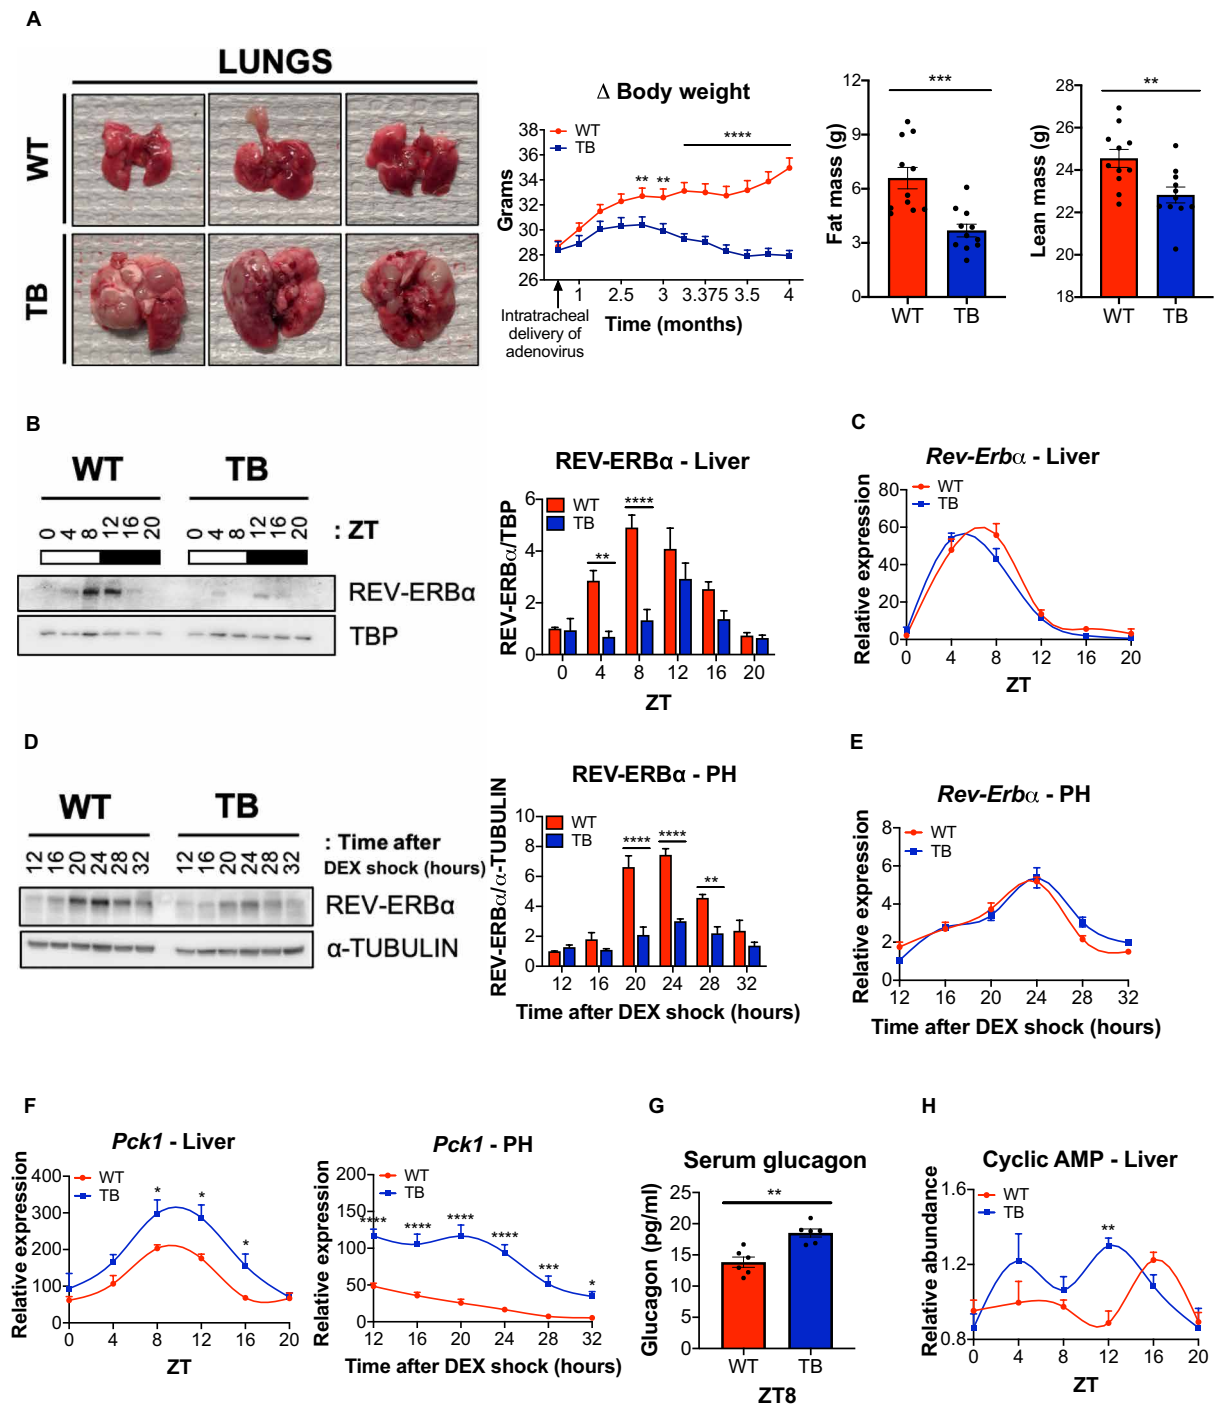 A
LUNGS
WT
TB
Δ Body weight
WT
TB
Grams
38
36
34
32
30
28
26
** **
****
1 2.5 3 3.375 3.5 4
Time (months)
Intratracheal
delivery of
adenovirus
Fat mass (g)
12
9
6
3
0
***
WT TB
Lean mass (g)
28
26
24
22
18
**
WT TB
B
WT TB
0 4 8 12 16 20 0 4 8 12 16 20 : ZT
REV-ERBα
TBP
REV-ERBα - Liver
WT
TB
REV-ERBα/TBP
6
4
2
0
**
****
0 4 8 12 16 20
ZT
C
Rev-Erbα - Liver
WT
TB
Relative expression
80
60
40
20
0
0 4 8 12 16 20
ZT
D
WT TB
12 16 20 24 28 32 12 16 20 24 28 32
: Time after
DEX shock (hours)
REV-ERBα
α-TUBULIN
REV-ERBα - PH
WT
TB
REV-ERBα/α-TUBULIN
10
8
6
4
2
0
**** **** **
12 16 20 24 28 32
Time after DEX shock (hours)
E
Rev-Erbα - PH
WT
TB
Relative expression
8
6
4
2
0
12 16 20 24 28 32
Time after DEX shock (hours)
F
Pck1 - Liver
WT
TB
Relative expression
400
300
200
100
0
* * *
0 4 8 12 16 20
ZT
Pck1 - PH
WT
TB
Relative expression
200
150
100
50
0
**** **** **** **** *** *
12 16 20 24 28 32
Time after DEX shock (hours)
G
Serum glucagon
Glucagon (pg/ml)
25
20
15
10
5
0
**
WT TB
ZT8
H
Cyclic AMP - Liver
WT
TB
Relative abundance
1.6
1.2
0.8
**
0 4 8 12 16 20
ZT